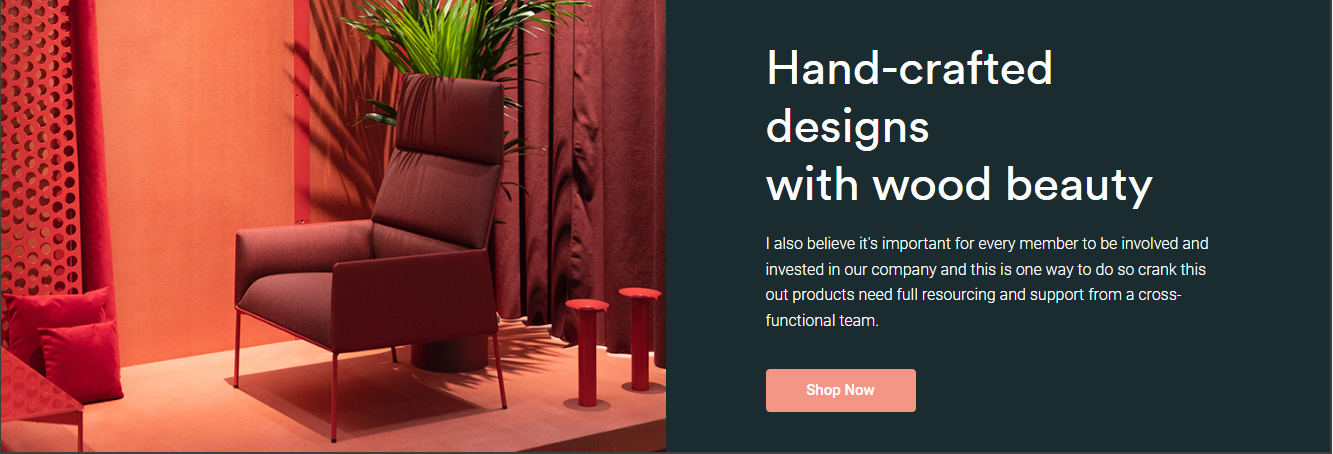 Hand-crafted
designs
with wood beauty
I also believe it's important for every member to be involved and
invested in our company and this is one way to do so crank this
out products need full resourcing and support from a cross-
functional team.
Shop Now